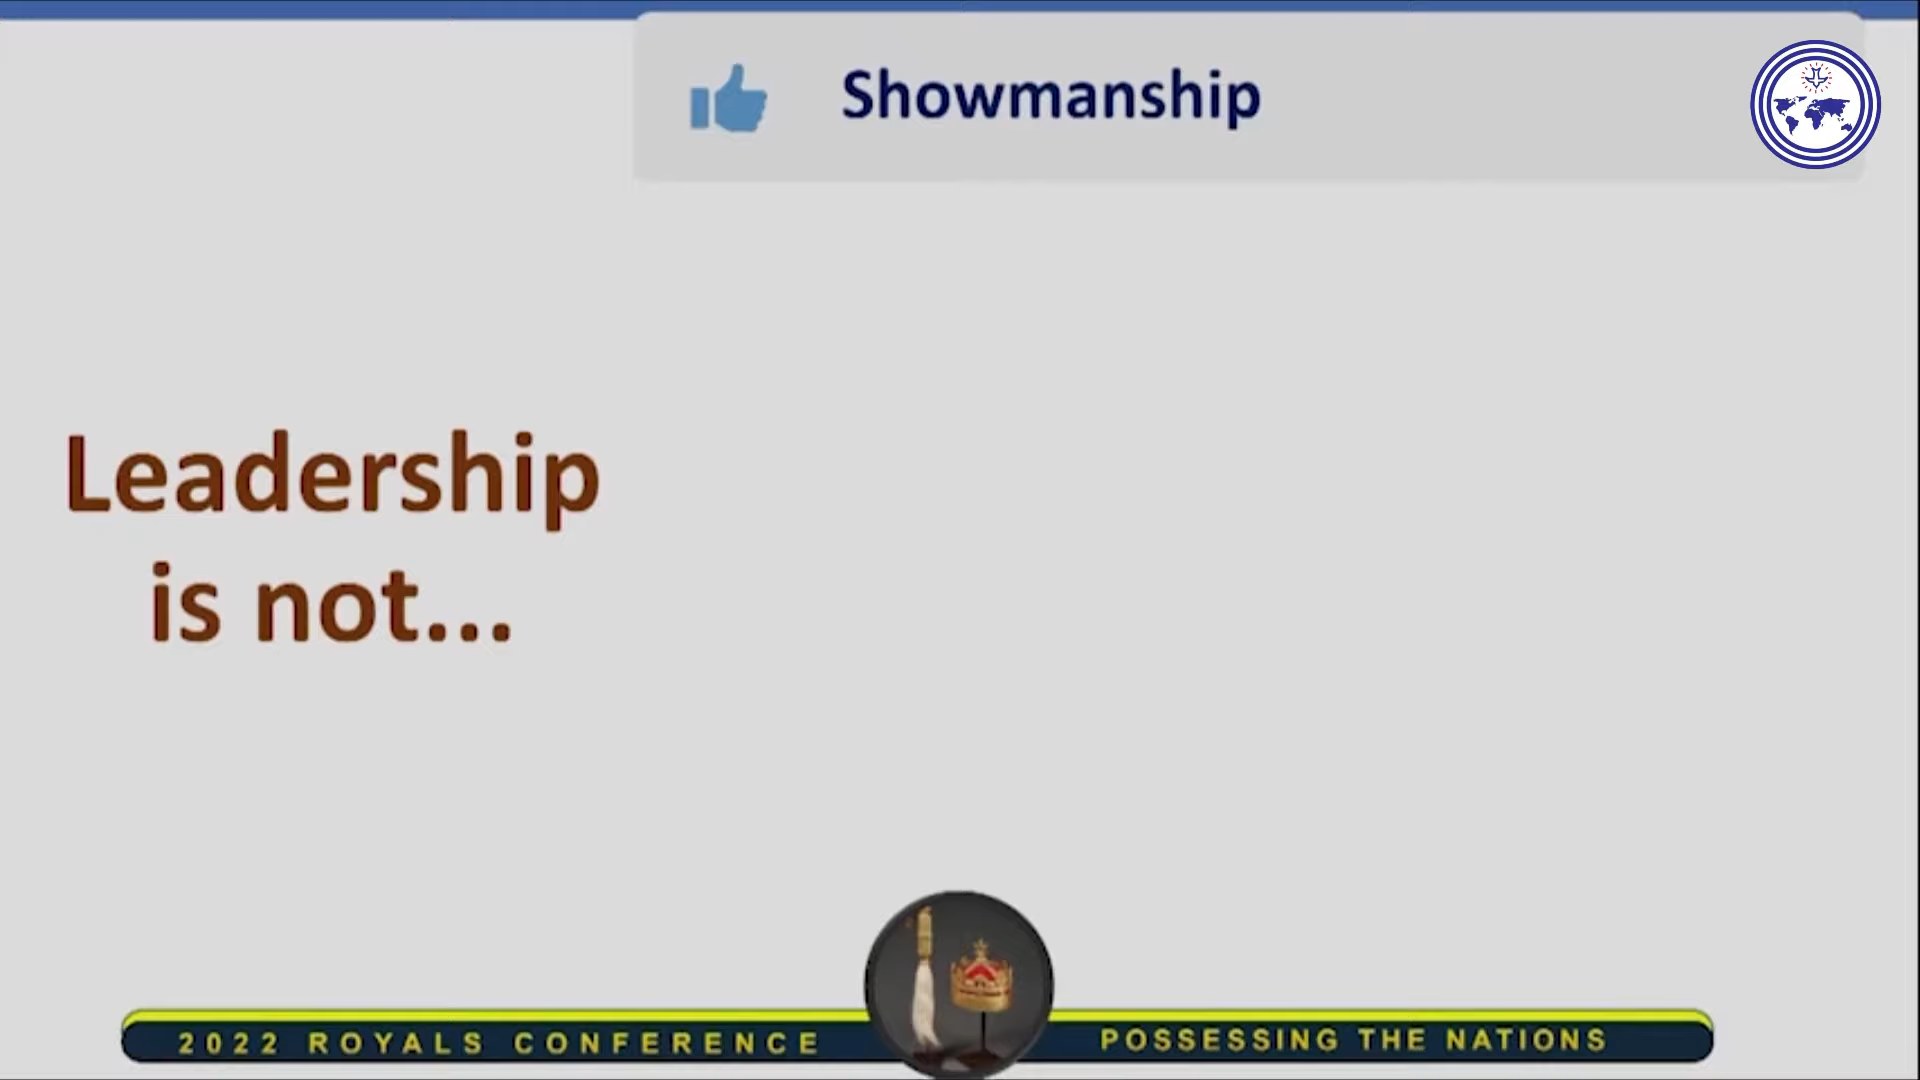 Showmanship
Leadership
is not...
2022 ROYALS CONFERENCE
POSSESSING THE NATIONS